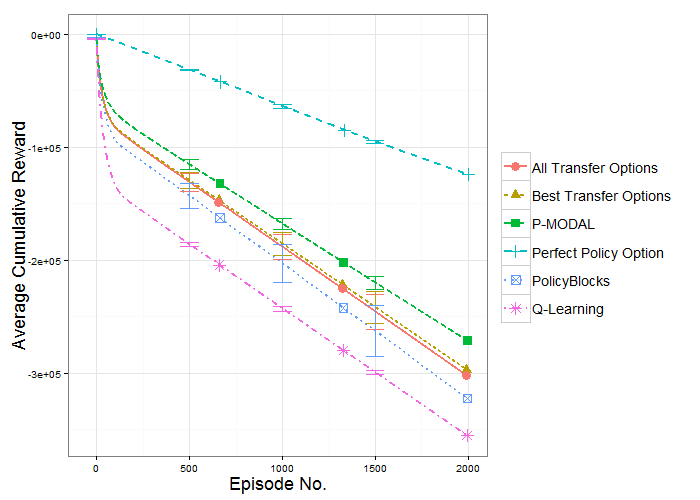 0e+00
-1e+05
-2e+05
-3e+05
Average Cumulative Reward
0
500
1000
1500
2000
Episode No.
All Transfer Options
Best Transfer Options
P-MODAL
Perfect Policy Option
PolicyBlocks
Q-Learning